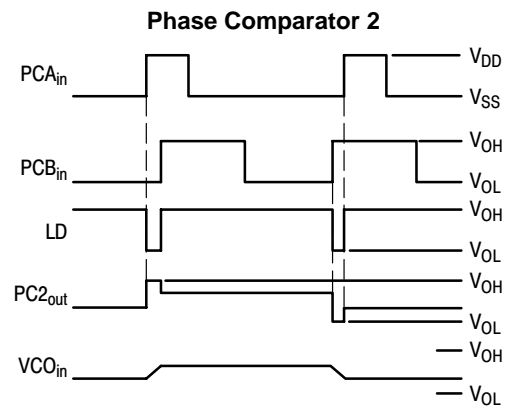 Phase Comparator 2
PCAin
VDD
VSS
PCBin
VOH
VOL
LD
VOH
VOL
PC2out
VOH
VOL
VCOin
VOH
VOL